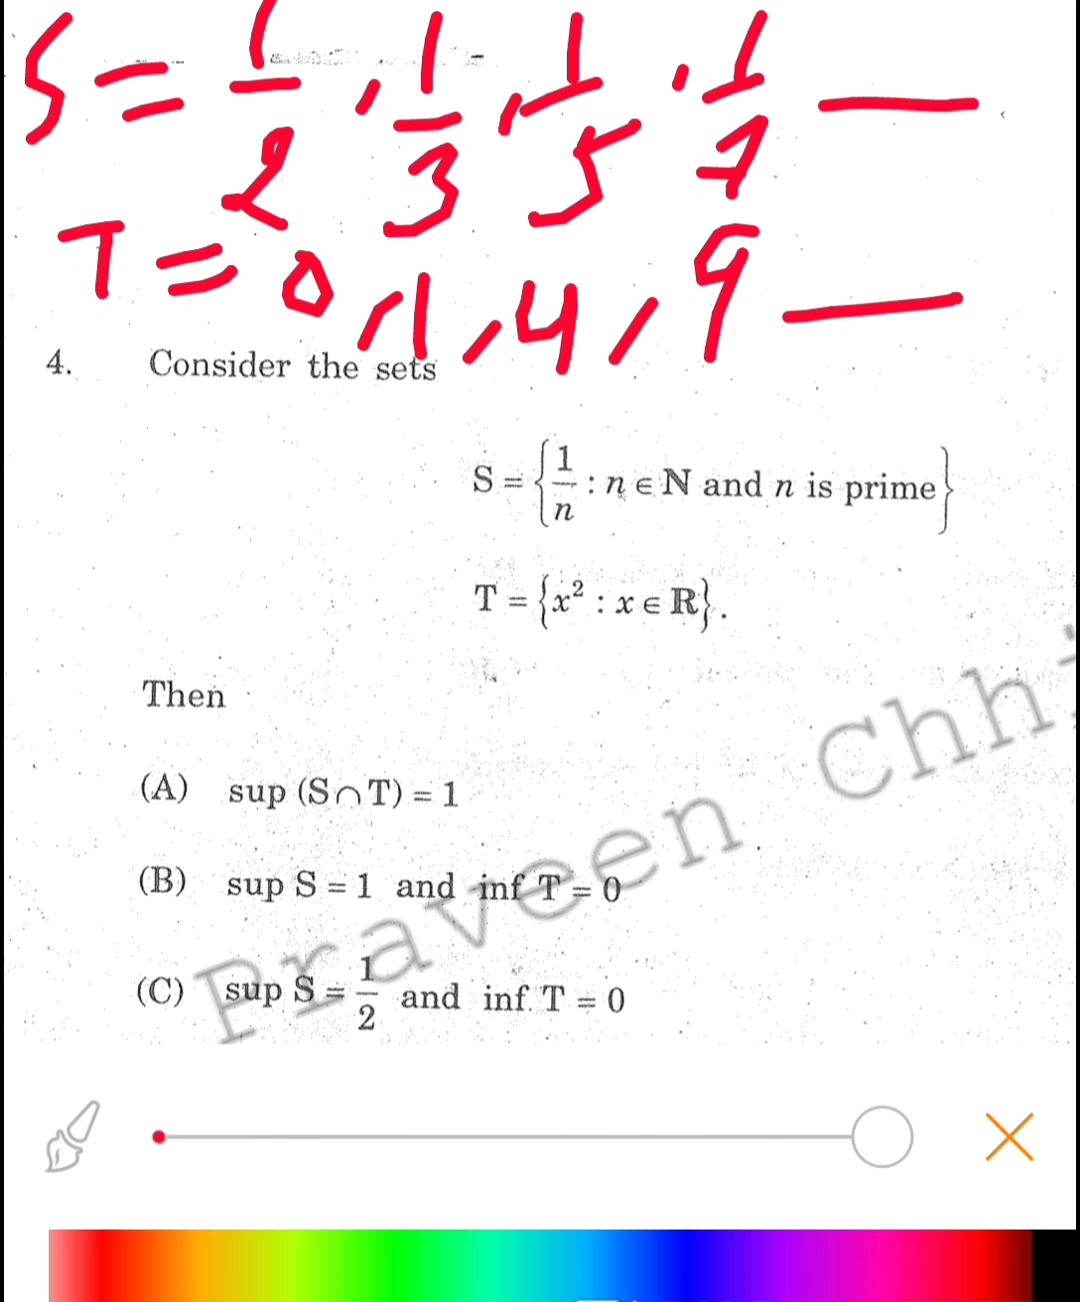 S = 1/2 , 1/3 , 1/5 , 1/7 —
T = 0, 1, 4, 9 —
4. Consider the sets
S = {1/n : n ∈ N and n is prime}
T = {x² : x ∈ R}.
Then
(A) sup (S∩T) = 1
(B) sup S = 1 and inf T = 0
(C) sup S = 1/2 and inf T = 0
Praveen Chh